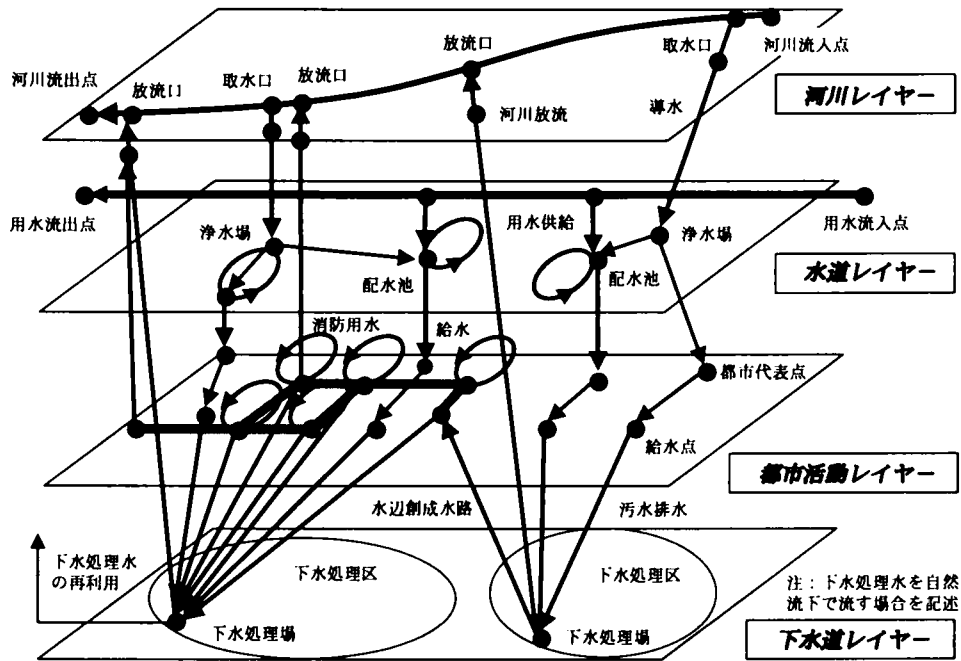 放流口
取水口
河川流入点
河川流出点
放流口
取水口
放流口
河川放流
導水
河川レイヤー
用水流出点
浄水場
用水供給
浄水場
用水流入点
配水池
配水池
水道レイヤー
消防用水
給水
都市代表点
給水点
都市活動レイヤー
水辺創成水路
汚水排水
下水処理水
の再利用
下水処理区
下水処理区
注：下水処理水を自然
流下で流す場合を記述
下水処理場
下水処理場
下水道レイヤー